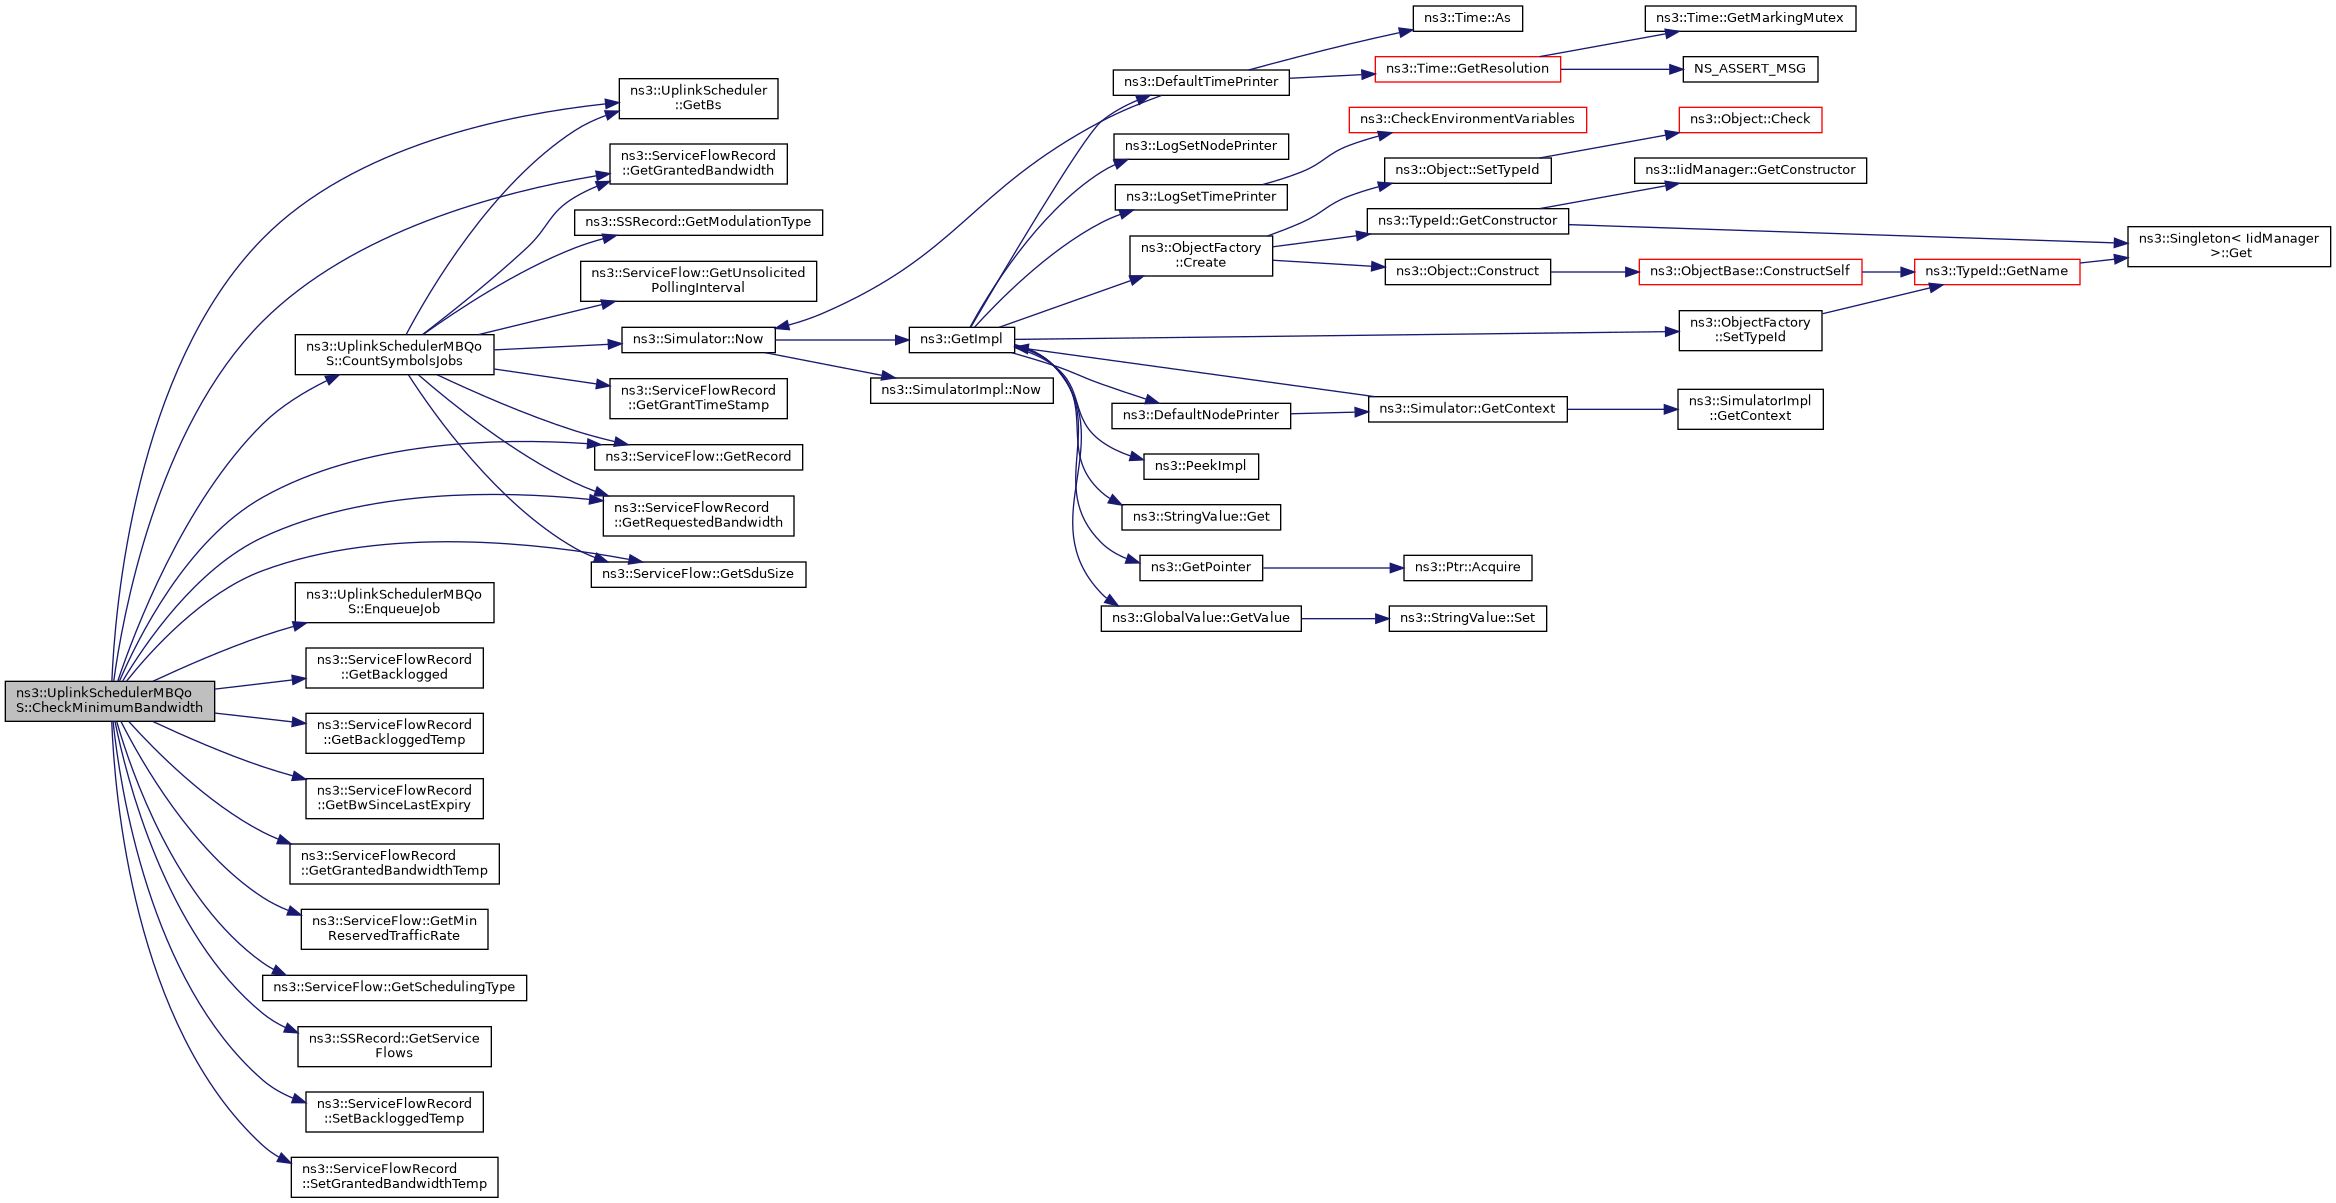 ns3::UplinkSchedulerMBQo
S::CheckMinimumBandwidth
ns3::UplinkScheduler
::GetBs
ns3::ServiceFlowRecord
::GetGrantedBandwidth
ns3::SSRecord::GetModulationType
ns3::ServiceFlow::GetUnsolicited
PollingInterval
ns3::UplinkSchedulerMBQo
S::CountSymbolsJobs
ns3::Simulator::Now
ns3::ServiceFlowRecord
::GetGrantTimeStamp
ns3::ServiceFlow::GetRecord
ns3::ServiceFlowRecord
::GetRequestedBandwidth
ns3::ServiceFlow::GetSduSize
ns3::UplinkSchedulerMBQo
S::EnqueueJob
ns3::ServiceFlowRecord
::GetBacklogged
ns3::ServiceFlowRecord
::GetBackloggedTemp
ns3::ServiceFlowRecord
::GetBwSinceLastExpiry
ns3::ServiceFlowRecord
::GetGrantedBandwidthTemp
ns3::ServiceFlow::GetMin
ReservedTrafficRate
ns3::ServiceFlow::GetSchedulingType
ns3::SSRecord::GetService
Flows
ns3::ServiceFlowRecord
::SetBackloggedTemp
ns3::ServiceFlowRecord
::SetGrantedBandwidthTemp
ns3::GetImpl
ns3::SimulatorImpl::Now
ns3::DefaultTimePrinter
ns3::LogSetNodePrinter
ns3::LogSetTimePrinter
ns3::ObjectFactory
::Create
ns3::DefaultNodePrinter
ns3::PeekImpl
ns3::StringValue::Get
ns3::GetPointer
ns3::GlobalValue::GetValue
ns3::Time::As
ns3::Time::GetResolution
ns3::CheckEnvironmentVariables
ns3::Object::SetTypeId
ns3::TypeId::GetConstructor
ns3::Object::Construct
ns3::Simulator::GetContext
ns3::Ptr::Acquire
ns3::StringValue::Set
ns3::Time::GetMarkingMutex
NS_ASSERT_MSG
ns3::Object::Check
ns3::IidManager::GetConstructor
ns3::ObjectBase::ConstructSelf
ns3::ObjectFactory
::SetTypeId
ns3::SimulatorImpl
::GetContext
ns3::TypeId::GetName
ns3::Singleton< IidManager
>::Get